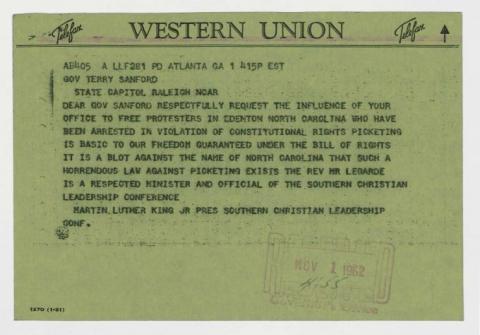 Telefax WESTERN UNION Telefax
AB405 A LLF281 PD ATLANTA GA 1 415P EST
GOV TERRY SANFORD
STATE CAPITOL RALEIGH NCAR
DEAR GOV SANFORD RESPECTFULLY REQUEST THE INFLUENCE OF YOUR
OFFICE TO FREE PROTESTERS IN EDENTON NORTH CAROLINA WHO HAVE
BEEN ARRESTED IN VIOLATION OF CONSTITUTIONAL RIGHTS PICKETING
IS BASIC TO OUR FREEDOM GUARANTEED UNDER THE BILL OF RIGHTS
IT IS A BLOT AGAINST THE NAME OF NORTH CAROLINA THAT SUCH A
HORRENDOUS LAW AGAINST PICKETING EXISTS THE REV MR LEGARDE
IS A RESPECTED MINISTER AND OFFICIAL OF THE SOUTHERN CHRISTIAN
LEADERSHIP CONFERENCE
MARTIN LUTHER KING JR PRES SOUTHERN CHRISTIAN LEADERSHIP
CONF.
NOV 1 1962
1270 (1-51)